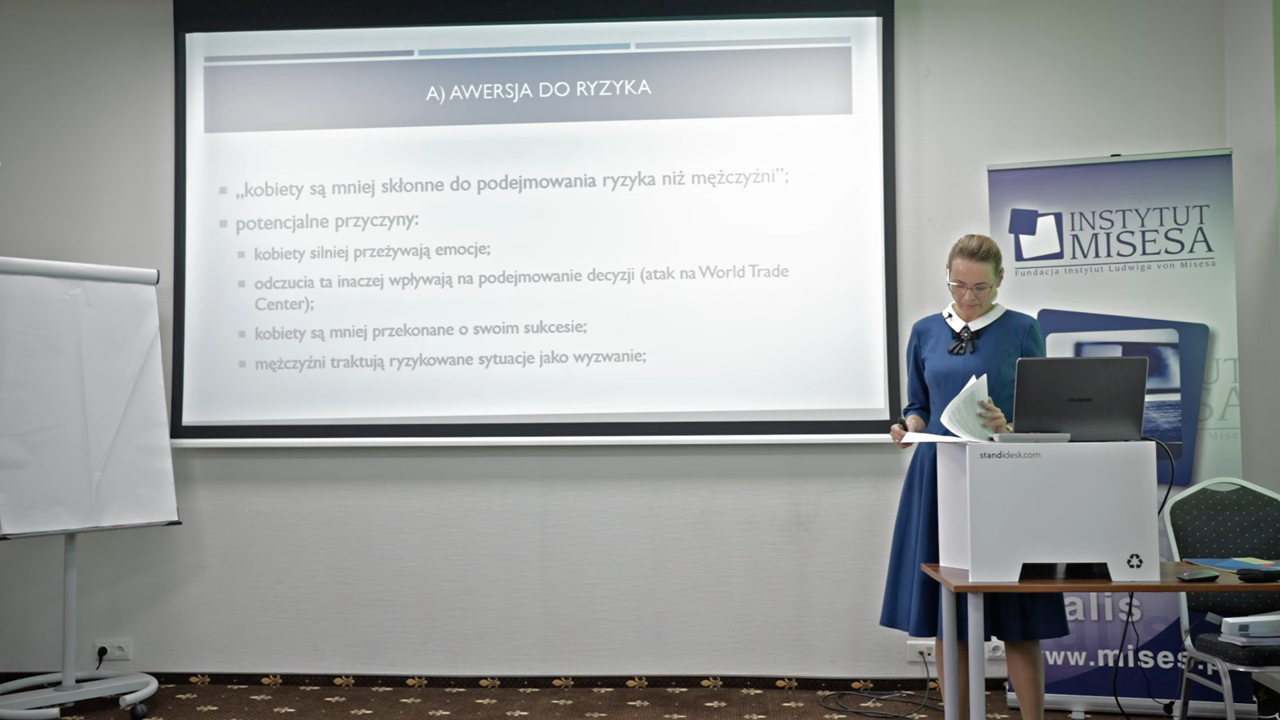 A) AWERSJA DO RYZYKA
„kobiety są mniej skłonne do podejmowania ryzyka niż mężczyźni”;
potencjalne przyczyny:
kobiety silniej przeżywają emocje;
odczucia ta inaczej wpływają na podejmowanie decyzji (atak na World Trade
Center);
kobiety są mniej przekonane o swoim sukcesie;
mężczyźni traktują ryzykowane sytuacje jako wyzwanie;
INSTYTUT
MISESA
Fundacja Instytut Ludwiga von Misesa
standidesk.com
alis
www.mises.p